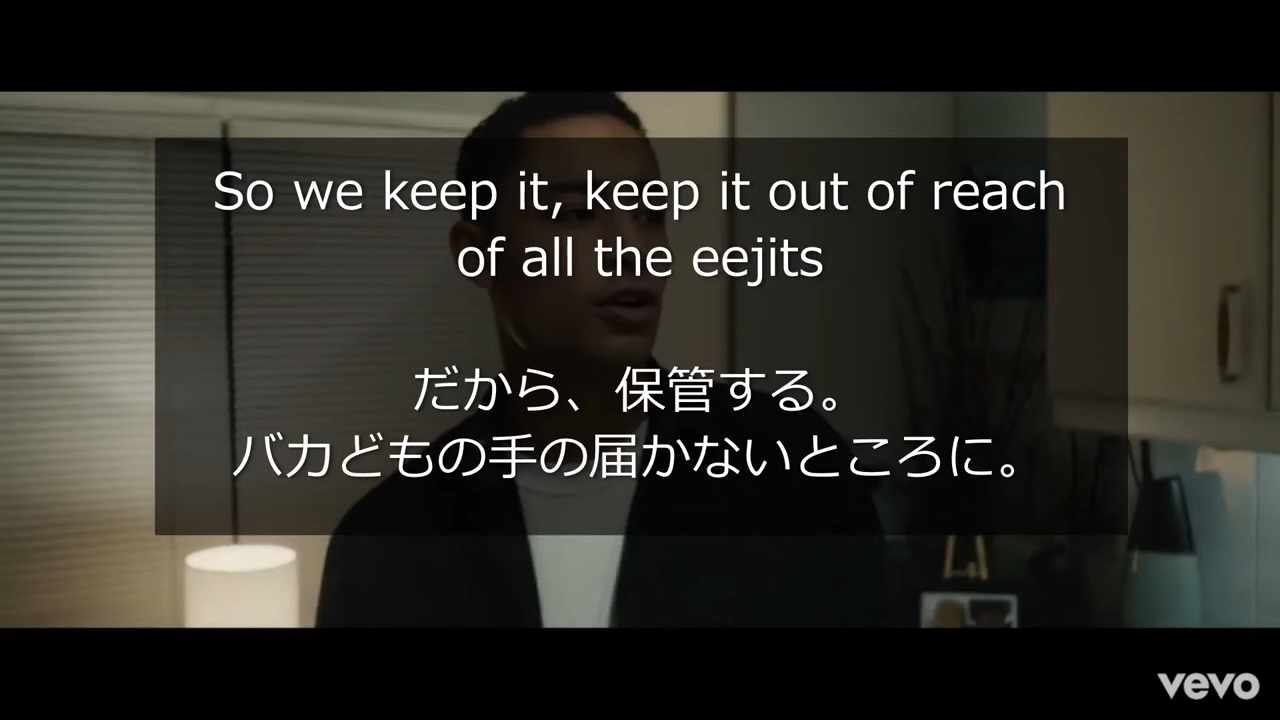 So we keep it, keep it out of reach
of all the eejits
だから、保管する。
バカどもの手の届かないところに。
vevo